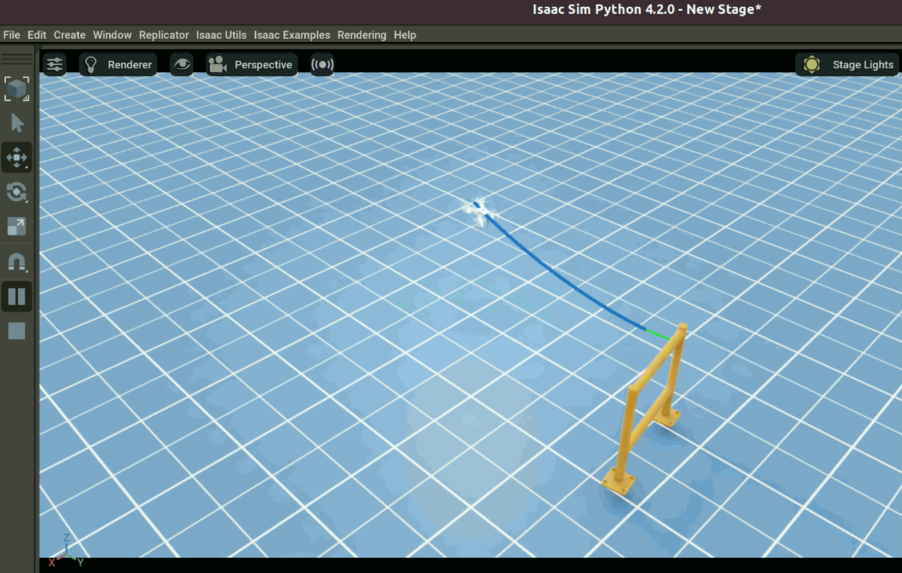 Isaac Sim Python 4.2.0 - New Stage*
File Edit Create Window Replicator Isaac Utils Isaac Examples Rendering Help
Renderer Perspective Stage Lights
Z
X Y